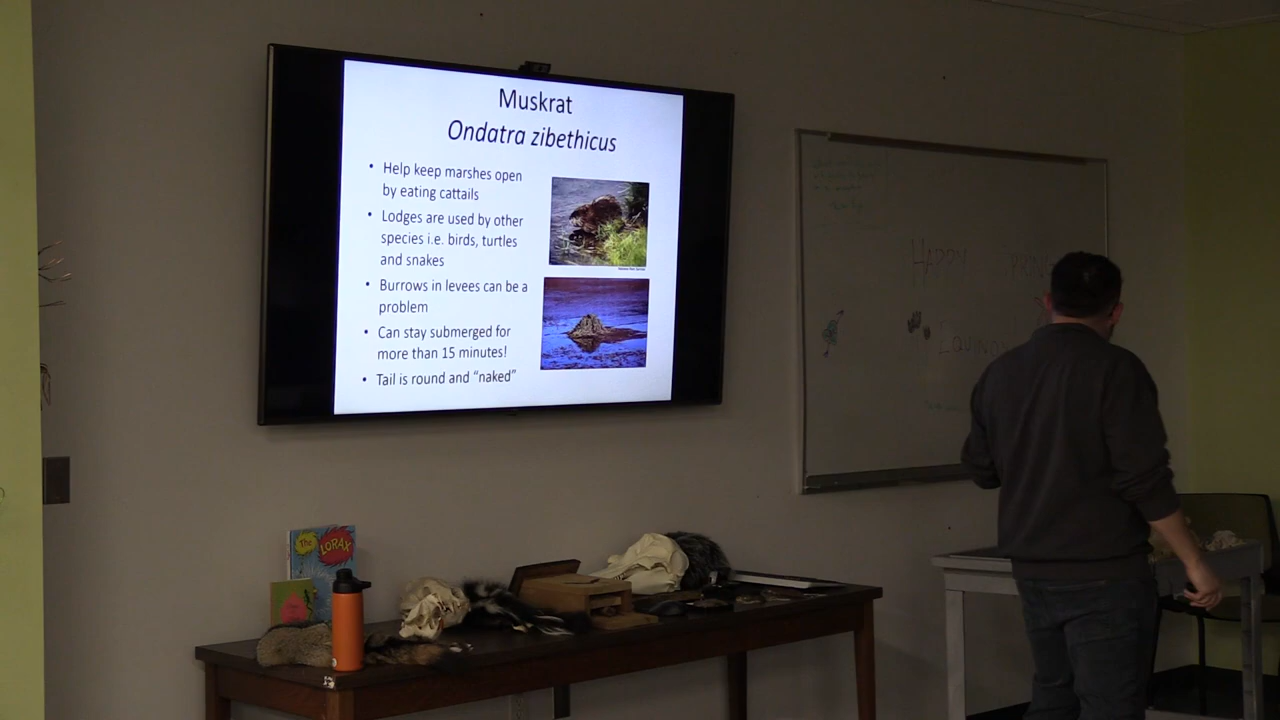 Muskrat
Ondatra zibethicus
• Help keep marshes open
by eating cattails
• Lodges are used by other
species i.e. birds, turtles
and snakes
• Burrows in levees can be a
problem
• Can stay submerged for
more than 15 minutes!
• Tail is round and “naked”
HAPPY
The
LORAX